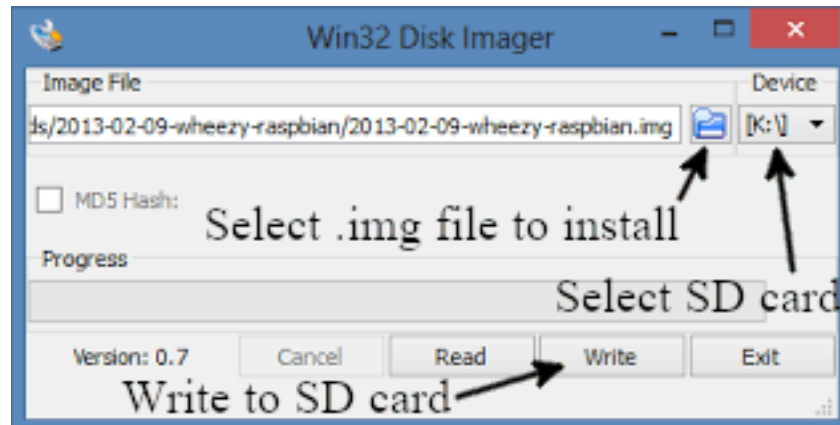 Win32 Disk Imager
Image File
Device
ds/2013-02-09-wheezy-raspbian/2013-02-09-wheezy-raspbian.img
[K:\]
MD5 Hash:
Select .img file to install
Progress
Select SD card
Version: 0.7
Cancel
Read
Write
Exit
Write to SD card